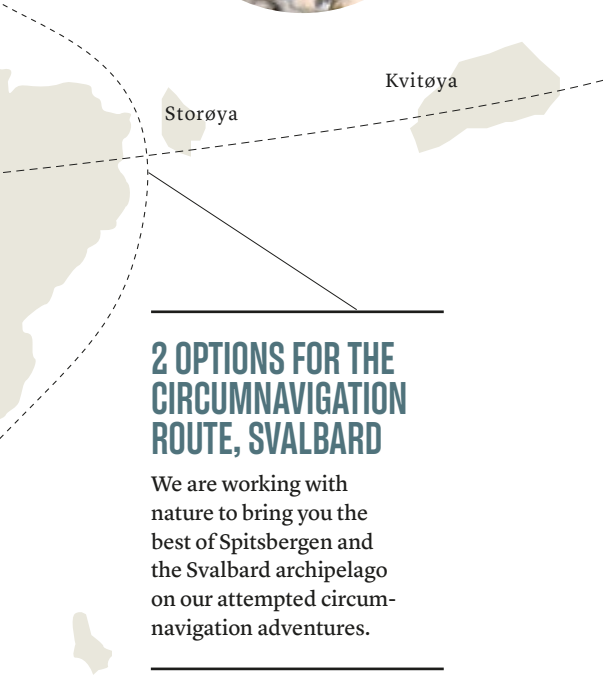 Kvitøya
Storøya
2 OPTIONS FOR THE
CIRCUMNAVIGATION
ROUTE, SVALBARD
We are working with
nature to bring you the
best of Spitsbergen and
the Svalbard archipelago
on our attempted circum-
navigation adventures.